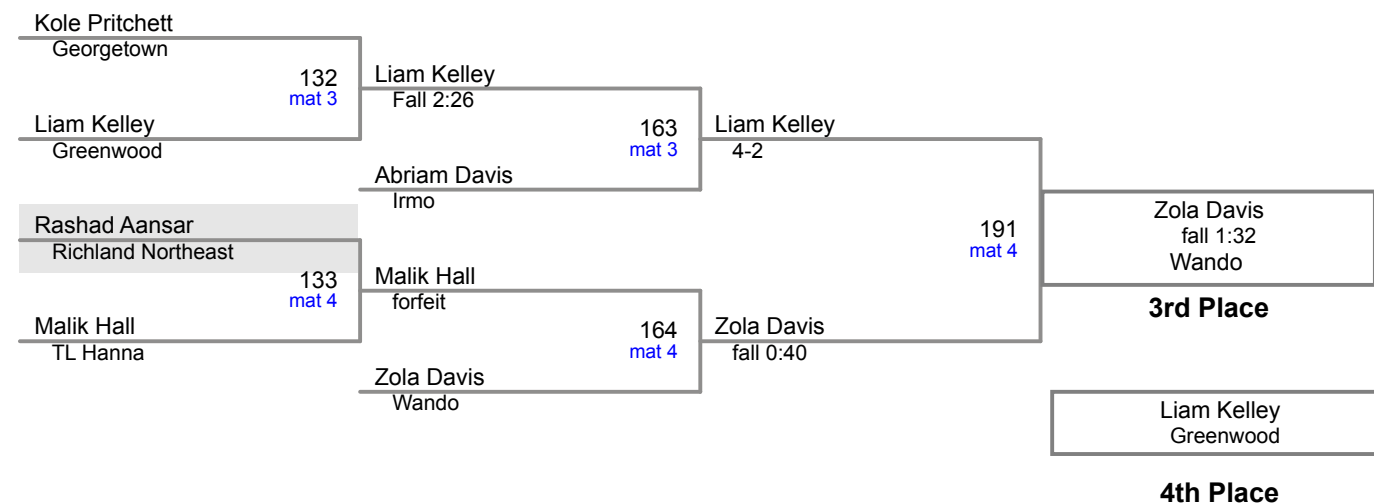 Kole Pritchett
Georgetown
132
mat 3
Liam Kelley
Fall 2:26
Liam Kelley
Greenwood
163
mat 3
Liam Kelley
4-2
Abriam Davis
Irmo
Rashad Aansar
Richland Northeast
133
mat 4
Malik Hall
forfeit
Malik Hall
TL Hanna
164
mat 4
Zola Davis
fall 0:40
Zola Davis
Wando
191
mat 4
Zola Davis
fall 1:32
Wando
3rd Place
Liam Kelley
Greenwood
4th Place